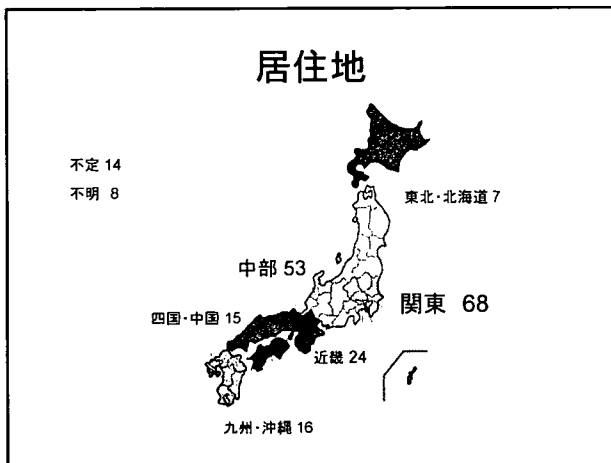 居住地
不定 14
不明 8
東北・北海道 7
中部 53
関東 68
四国・中国 15
近畿 24
九州・沖縄 16